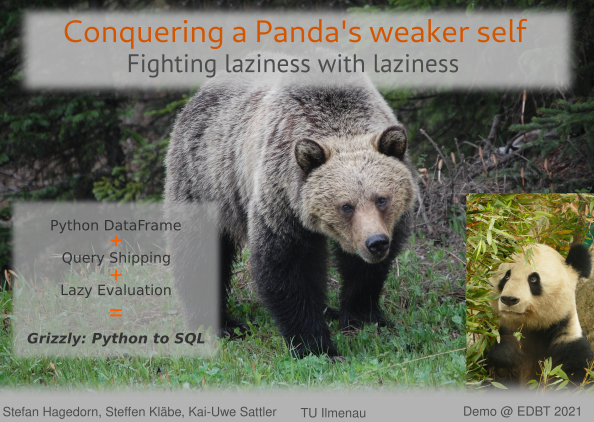 Conquering a Panda's weaker self
Fighting laziness with laziness
Python DataFrame
+
Query Shipping
+
Lazy Evaluation
=
Grizzly: Python to SQL
Stefan Hagedorn, Steffen Kläbe, Kai-Uwe Sattler TU Ilmenau Demo @ EDBT 2021